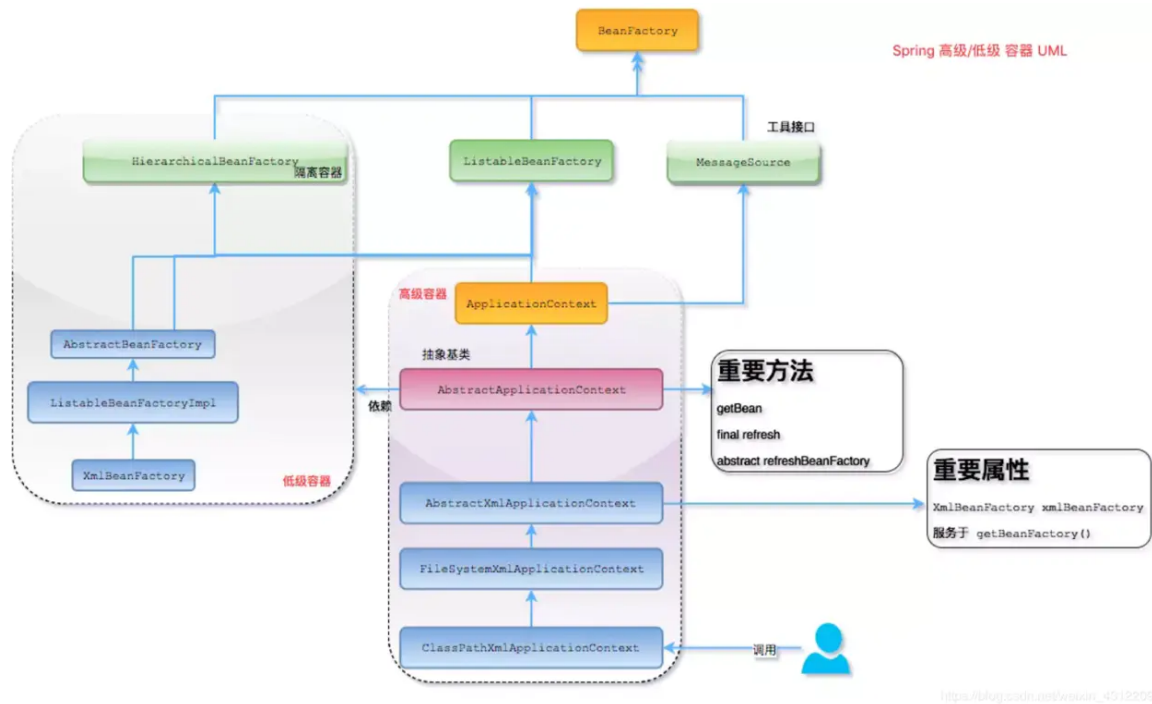 BeanFactory
Spring 高级/低级 容器 UML
工具接口
HierarchicalBeanFactory
隔离容器
ListableBeanFactory
MessageSource
高级容器
ApplicationContext
AbstractBeanFactory
抽象基类
AbstractApplicationContext
依赖
ListableBeanFactoryImpl
XmlBeanFactory
低级容器
重要方法
getBean
final refresh
abstract refreshBeanFactory
AbstractXmlApplicationContext
重要属性
XmlBeanFactory xmlBeanFactory
服务于 getBeanFactory()
FileSystemXmlApplicationContext
ClassPathXmlApplicationContext
调用